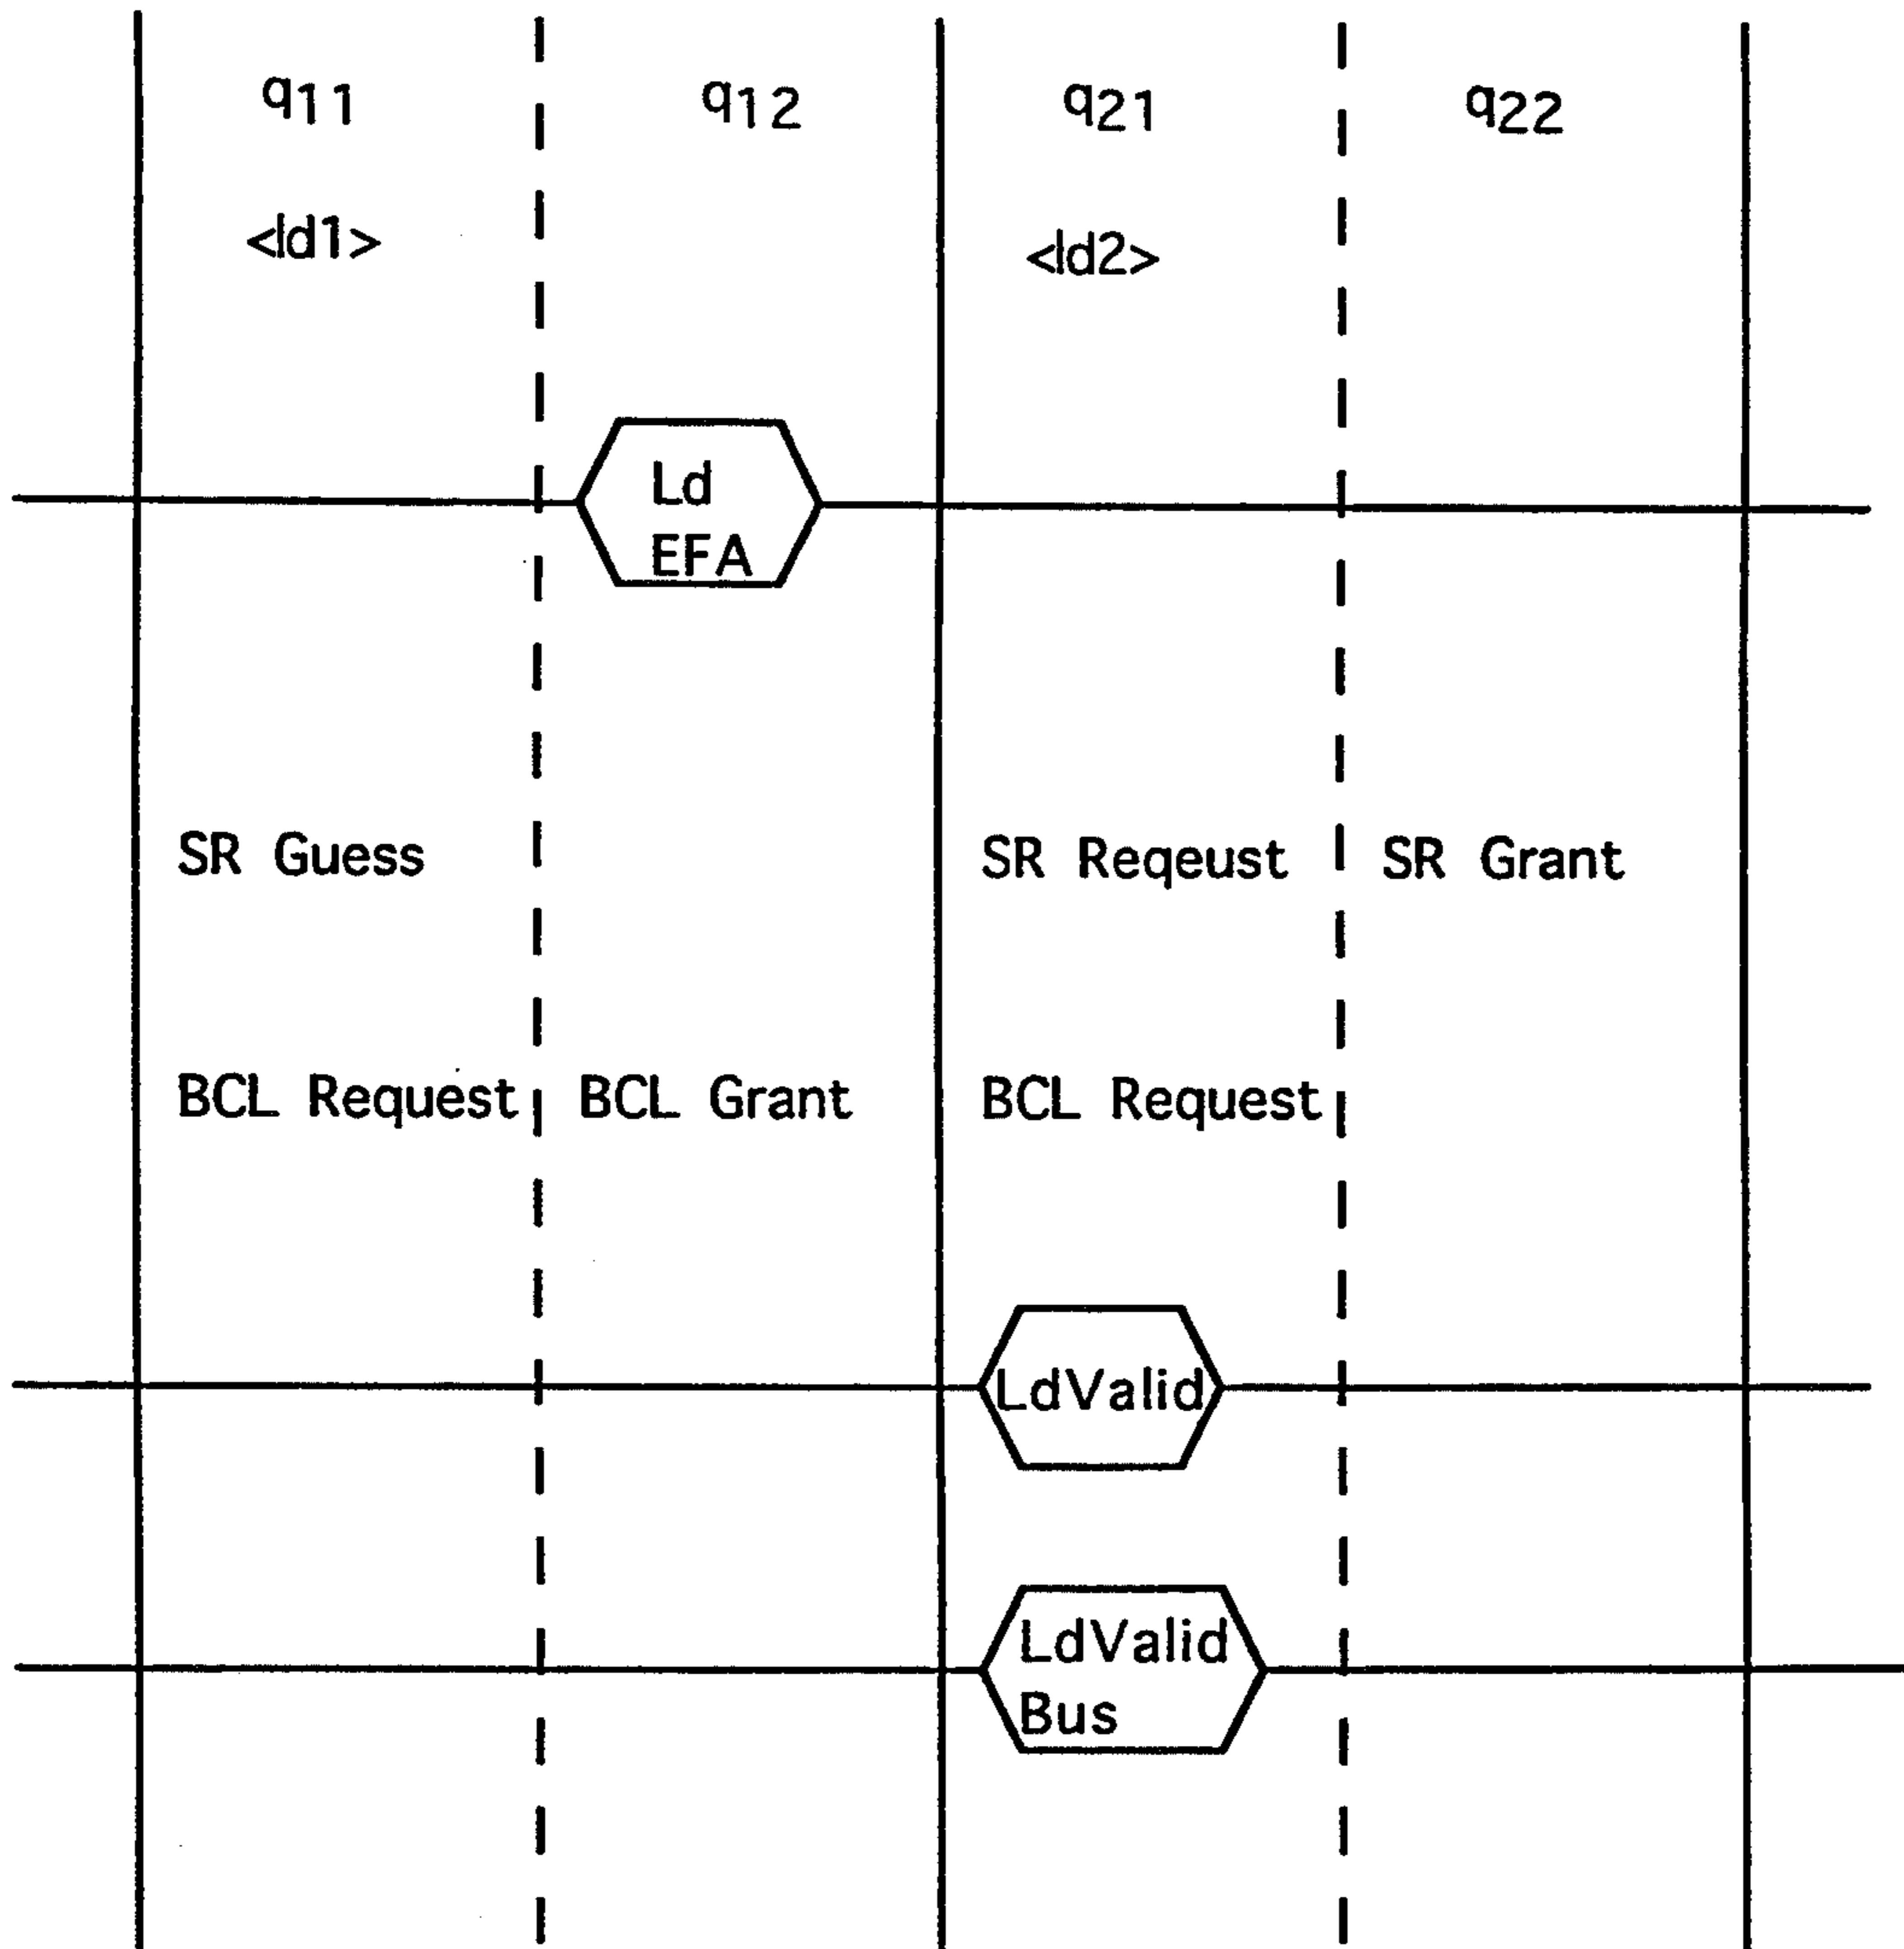 q11 q12 q21 q22
<ld1> <ld2>
Ld
EFA
SR Guess SR Reqeust SR Grant
BCL Request BCL Grant BCL Request
LdValid
LdValid
Bus